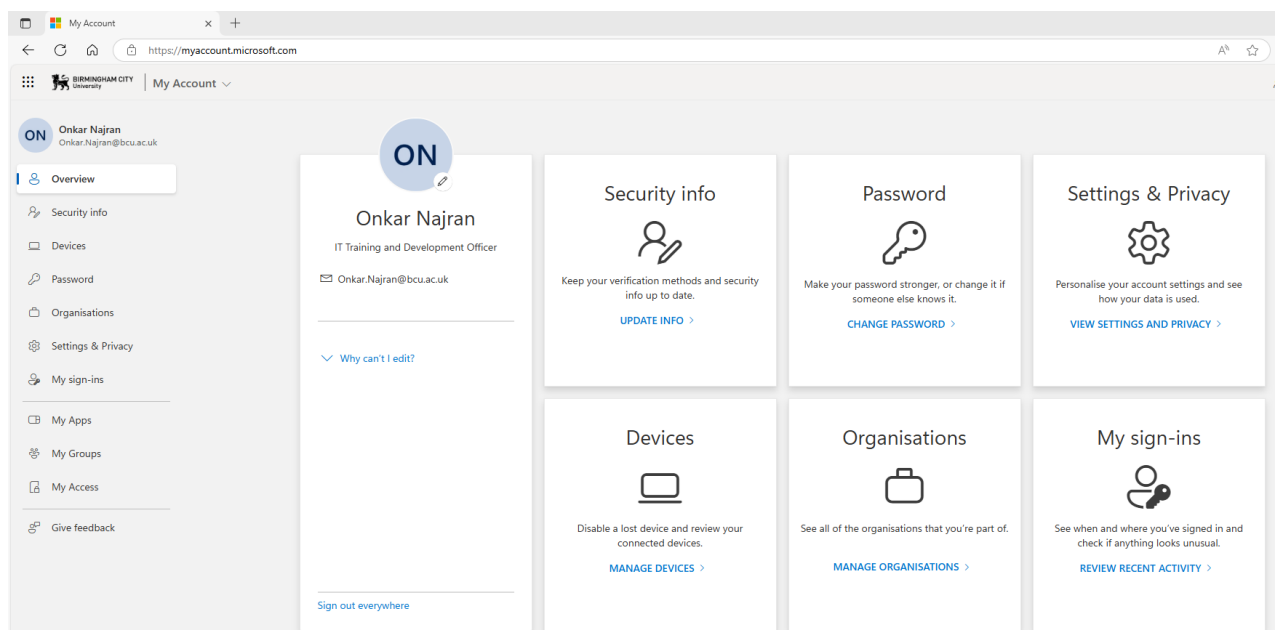 My Account
https://myaccount.microsoft.com
BIRMINGHAM CITY
University
My Account
ON
Onkar Najran
Onkar.Najran@bcu.ac.uk
Overview
Security info
Devices
Password
Organisations
Settings & Privacy
My sign-ins
My Apps
My Groups
My Access
Give feedback
ON
Onkar Najran
IT Training and Development Officer
Onkar.Najran@bcu.ac.uk
Why can't I edit?
Sign out everywhere
Security info
Keep your verification methods and security
info up to date.
UPDATE INFO
Password
Make your password stronger, or change it if
someone else knows it.
CHANGE PASSWORD
Settings & Privacy
Personalise your account settings and see
how your data is used.
VIEW SETTINGS AND PRIVACY
Devices
Disable a lost device and review your
connected devices.
MANAGE DEVICES
Organisations
See all of the organisations that you're part of.
MANAGE ORGANISATIONS
My sign-ins
See when and where you've signed in and
check if anything looks unusual.
REVIEW RECENT ACTIVITY